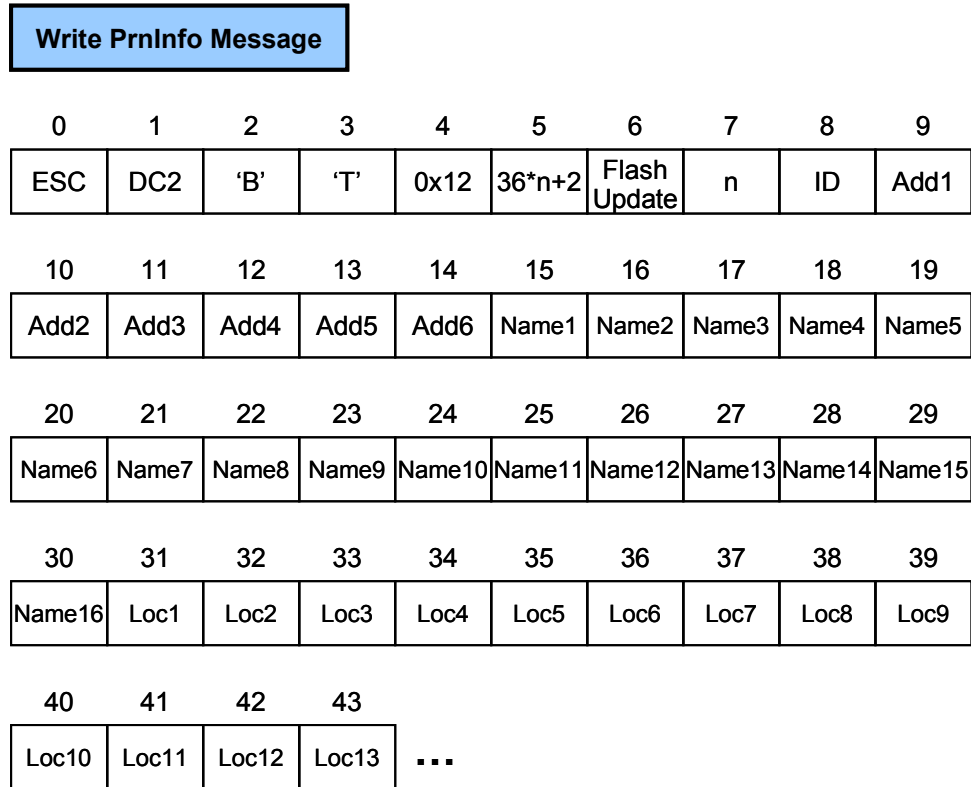 Write PrnInfo Message
0 1 2 3 4 5 6 7 8 9
ESC DC2 ‘B’ ‘T’ 0x12 36*n+2 Flash Update n ID Add1
10 11 12 13 14 15 16 17 18 19
Add2 Add3 Add4 Add5 Add6 Name1 Name2 Name3 Name4 Name5
20 21 22 23 24 25 26 27 28 29
Name6 Name7 Name8 Name9 Name10 Name11 Name12 Name13 Name14 Name15
30 31 32 33 34 35 36 37 38 39
Name16 Loc1 Loc2 Loc3 Loc4 Loc5 Loc6 Loc7 Loc8 Loc9
40 41 42 43
Loc10 Loc11 Loc12 Loc13 ...